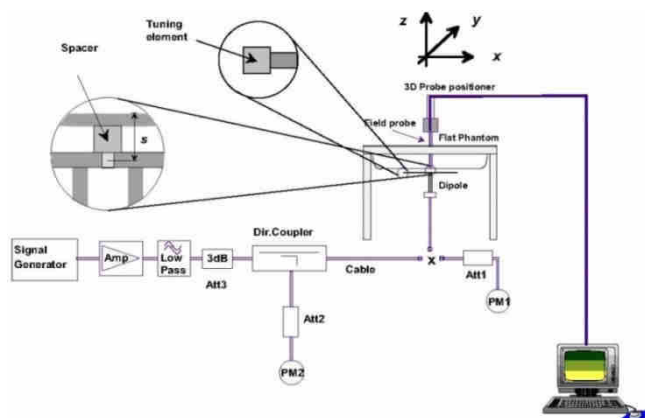 Tuning
element
Spacer
s
z
y
x
3D Probe positioner
Field probe
Flat Phantom
Dipole
Signal
Generator
Amp
Low
Pass
3dB
Att3
Dir.Coupler
Cable
x
Att1
PM1
Att2
PM2